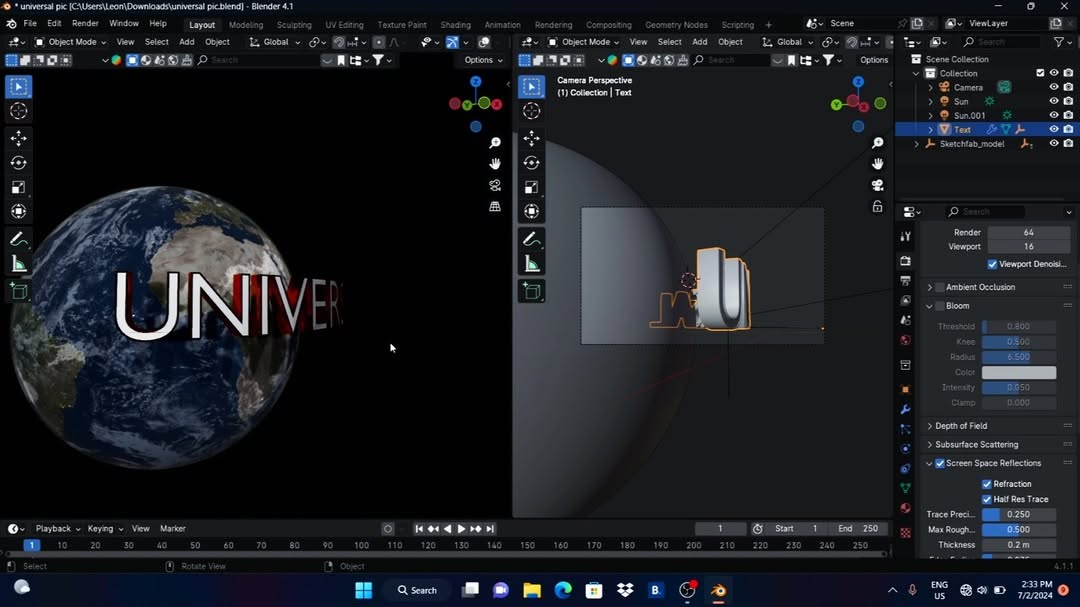 * universal pic [C:\Users\Leon\Downloads\universal pic.blend] - Blender 4.1
File Edit Render Window Help Layout Modeling Sculpting UV Editing Texture Paint Shading Animation Rendering Compositing Geometry Nodes Scripting + Scene ViewLayer
Object Mode View Select Add Object Global Object Mode View Select Add Object Global Search
Search Options Search Options
Camera Perspective
(1) Collection | Text
Z
Y X
Z
Y X
UNIVERS
Scene Collection
Collection
Camera
Sun
Sun.001
Text
Sketchfab_model
Search
Render 64
Viewport 16
Viewport Denoisi...
Ambient Occlusion
Bloom
Threshold 0.800
Knee 0.500
Radius 6.500
Color
Intensity 0.050
Clamp 0.000
Depth of Field
Subsurface Scattering
Screen Space Reflections
Refraction
Half Res Trace
Trace Preci... 0.250
Max Rough... 0.500
Thickness 0.2 m
Playback Keying View Marker 1 Start 1 End 250
1 10 20 30 40 50 60 70 80 90 100 110 120 130 140 150 160 170 180 190 200 210 220 230 240 250
Select Rotate View Object 4.1.1
Search B. ENG US 2:33 PM 7/2/2024